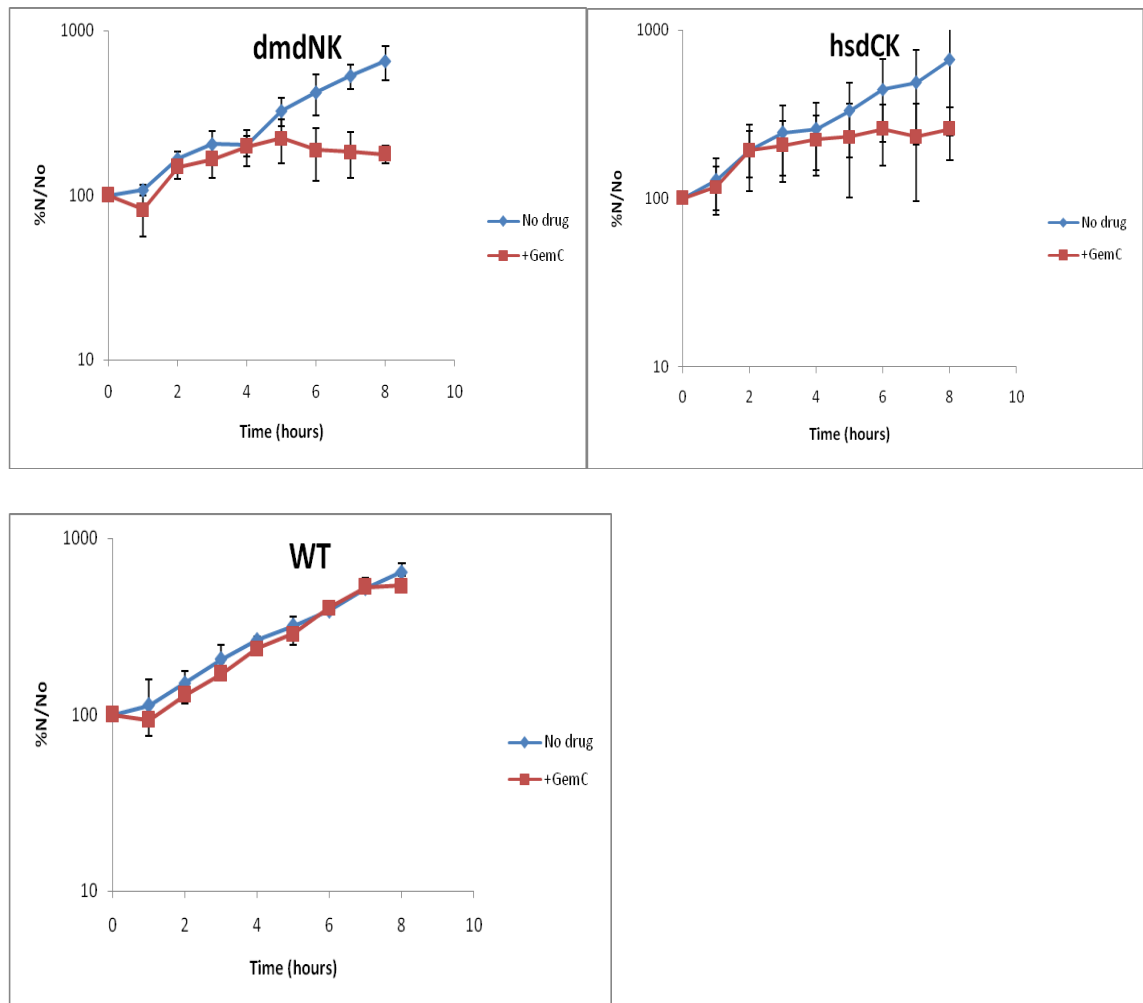 dmdNK
1000
100
10
%N/No
0 2 4 6 8 10
Time (hours)
No drug
+GemC
hsdCK
1000
100
10
%N/No
0 2 4 6 8 10
Time (hours)
No drug
+GemC
WT
1000
100
10
%N/No
0 2 4 6 8 10
Time (hours)
No drug
+GemC